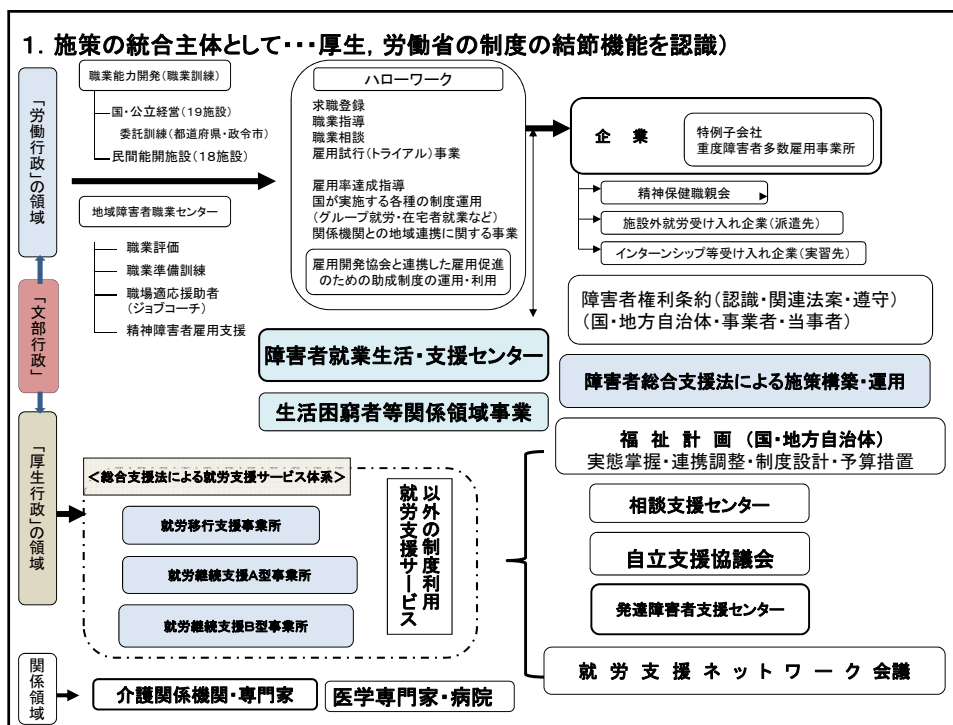 1．施策の統合主体として･･･厚生，労働省の制度の結節機能を認識）
「労働行政」の領域
職業能力開発（職業訓練）
国・公立経営（19施設）
委託訓練（都道府県・政令市）
民間能開施設（18施設）
地域障害者職業センター
職業評価
職業準備訓練
職場適応援助者
（ジョブコーチ）
精神障害者雇用支援
ハローワーク
求職登録
職業指導
職業相談
雇用試行（トライアル）事業
雇用率達成指導
国が実施する各種の制度運用
（グループ就労・在宅者就業など）
関係機関との地域連携に関する事業
雇用開発協会と連携した雇用促進
のための助成制度の運用・利用
企　業
特例子会社
重度障害者多数雇用事業所
精神保健職親会
施設外就労受け入れ企業（派遣先）
インターンシップ等受け入れ企業（実習先）
「文部行政」
障害者権利条約（認識・関連法案・遵守）
（国・地方自治体・事業者・当事者）
障害者就業生活・支援センター
障害者総合支援法による施策構築・運用
生活困窮者等関係領域事業
福 祉 計 画 （国・地方自治体）
実態掌握・連携調整・制度設計・予算措置
「厚生行政」の領域
＜総合支援法による就労支援サービス体系＞
就労移行支援事業所
就労継続支援A型事業所
就労継続支援B型事業所
以外の制度利用
就労支援サービス
相談支援センター
自立支援協議会
発達障害者支援センター
就 労 支 援 ネ ッ ト ワ ー ク 会 議
関係領域
介護関係機関・専門家
医学専門家・病院